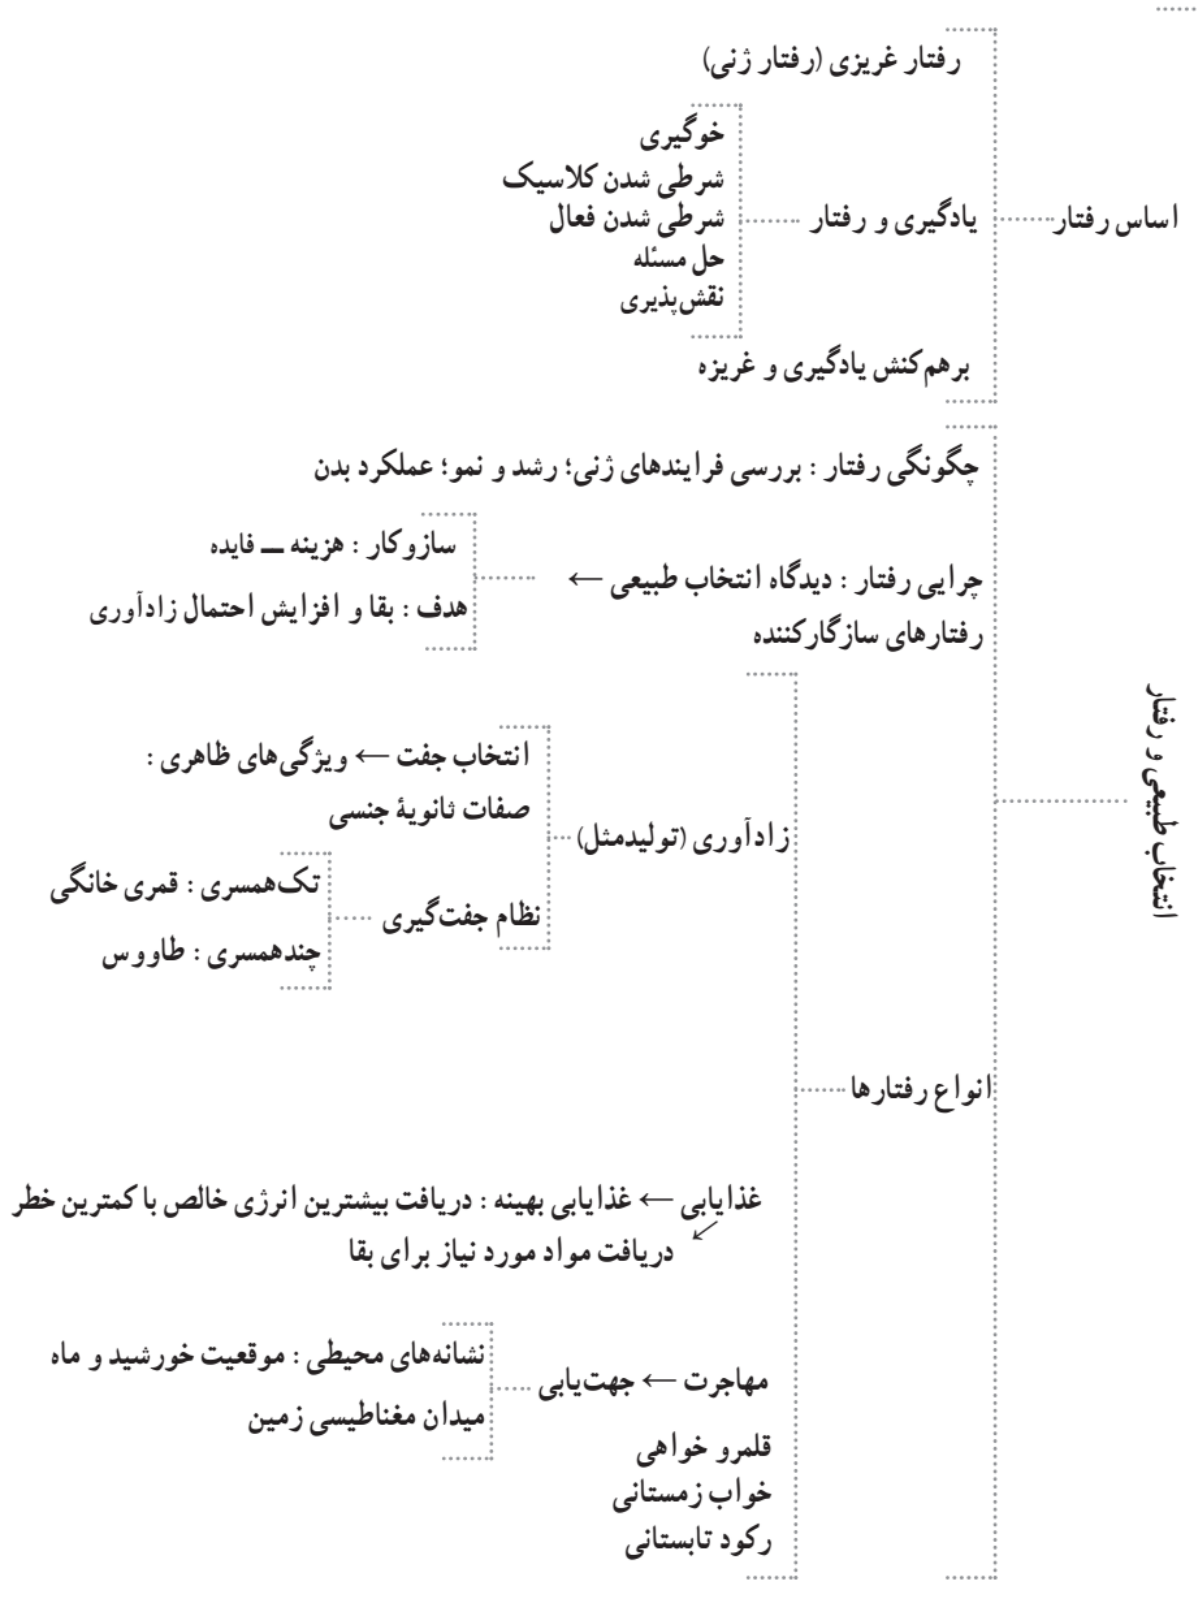 رفتار غریزی (رفتار ژنی)
اساس رفتار
یادگیری و رفتار
خوگیری
شرطی شدن کلاسیک
شرطی شدن فعال
حل مسئله
نقش‌پذیری
برهم‌کنش یادگیری و غریزه
انتخاب طبیعی و رفتار
چگونگی رفتار : بررسی فرایندهای ژنی؛ رشد و نمو؛ عملکرد بدن
چرایی رفتار : دیدگاه انتخاب طبیعی ←
رفتارهای سازگارکننده
سازوکار : هزینه ــ فایده
هدف : بقا و افزایش احتمال زادآوری
انواع رفتارها
زادآوری (تولیدمثل)
انتخاب جفت ← ویژگی‌های ظاهری :
صفات ثانویۀ جنسی
نظام جفت‌گیری
تک‌همسری : قمری خانگی
چندهمسری : طاووس
غذایابی ← غذایابی بهینه : دریافت بیشترین انرژی خالص با کمترین خطر
↙ دریافت مواد مورد نیاز برای بقا
مهاجرت ← جهت‌یابی
نشانه‌های محیطی : موقعیت خورشید و ماه
میدان مغناطیسی زمین
قلمرو خواهی
خواب زمستانی
رکود تابستانی